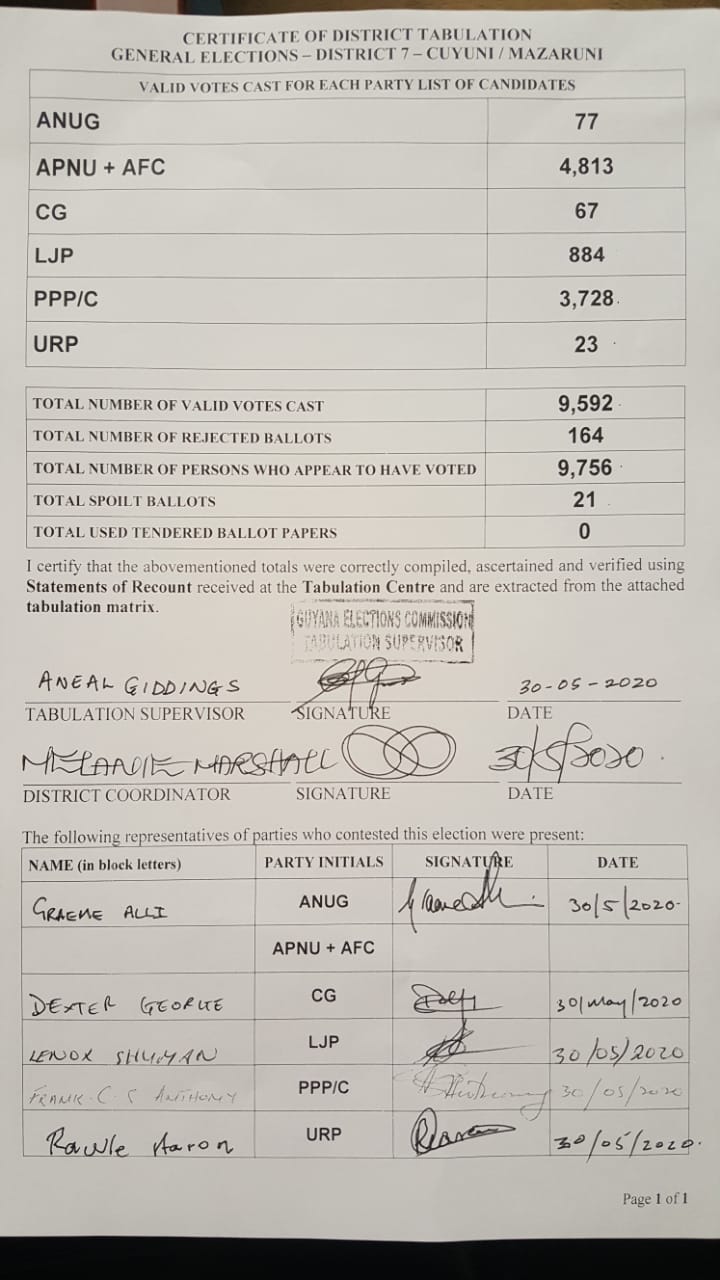 CERTIFICATE OF DISTRICT TABULATION
GENERAL ELECTIONS – DISTRICT 7 – CUYUNI / MAZARUNI
VALID VOTES CAST FOR EACH PARTY LIST OF CANDIDATES
ANUG 77
APNU + AFC 4,813
CG 67
LJP 884
PPP/C 3,728
URP 23
TOTAL NUMBER OF VALID VOTES CAST 9,592
TOTAL NUMBER OF REJECTED BALLOTS 164
TOTAL NUMBER OF PERSONS WHO APPEAR TO HAVE VOTED 9,756
TOTAL SPOILT BALLOTS 21
TOTAL USED TENDERED BALLOT PAPERS 0
I certify that the abovementioned totals were correctly compiled, ascertained and verified using
Statements of Recount received at the Tabulation Centre and are extracted from the attached
tabulation matrix.
GUYANA ELECTIONS COMMISSION
TABULATION SUPERVISOR
ANEAL GIDDINGS 30-05-2020
TABULATION SUPERVISOR SIGNATURE DATE
MELANIE MARSHALL 30/5/2020.
DISTRICT COORDINATOR SIGNATURE DATE
The following representatives of parties who contested this election were present:
NAME (in block letters) PARTY INITIALS SIGNATURE DATE
GRAEME ALLI ANUG 30/5/2020.
APNU + AFC
DEXTER GEORGE CG 30/May/2020
LENOX SHUMAN LJP 30/05/2020
FRANK C. S ANTHONY PPP/C 30/05/2020
Rawle Aaron URP 30/05/2020.
Page 1 of 1